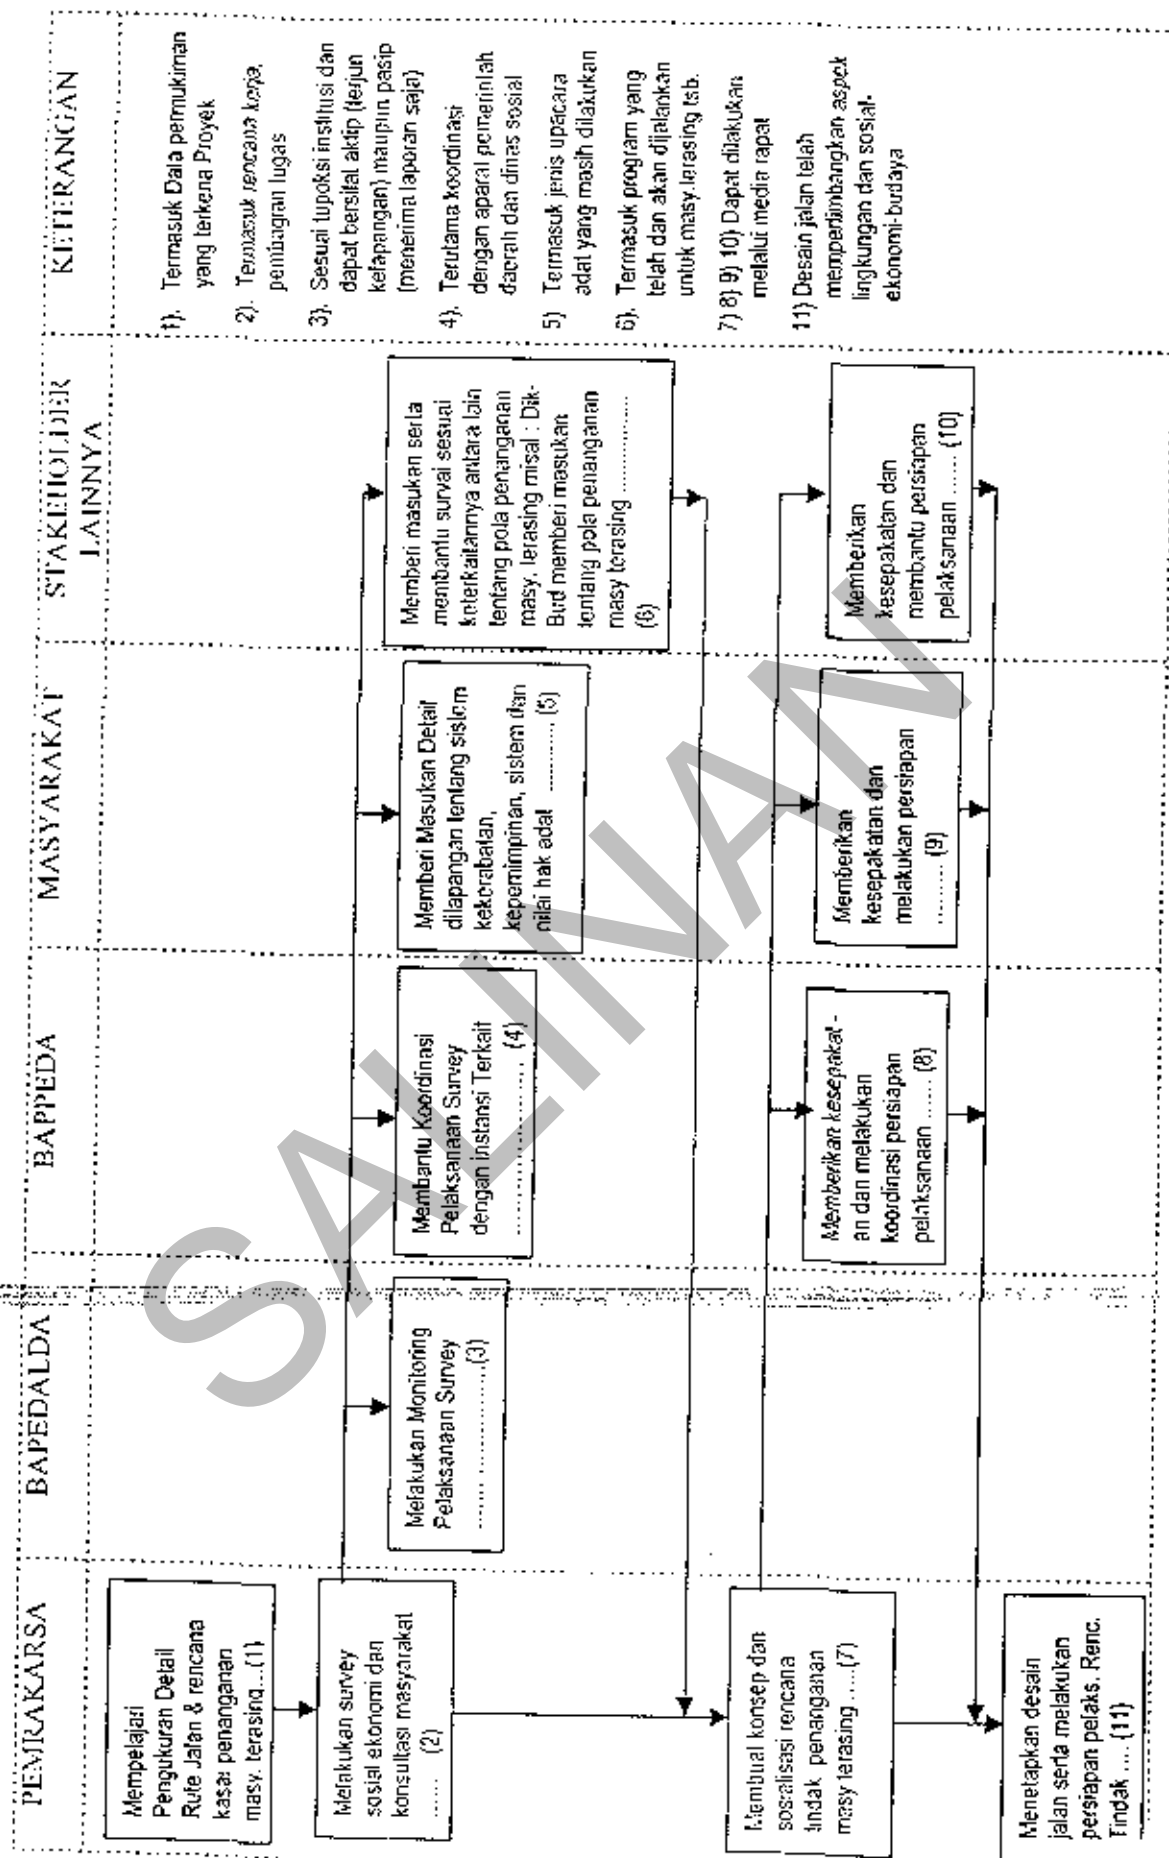 PEMRAKARSA
BAPEDALDA
BAPPEDA
MASYARAKAT
STAKEHOLDER
LAINNYA
KETERANGAN
Mempelajari
Pengukuran Detail
Rute Jalan & rencana
kasar penanganan
masy. terasing...(1)
Melakukan survey
sosial ekonomi dan
konsultasi masyarakat
...... (2)
Melakukan Monitoring
Pelaksanaan Survey
........................(3)
Membantu Koordinasi
Pelaksanaan Survey
dengan instansi Terkait
........................ (4)
Memberi Masukan Detail
dilapangan tentang sistem
kekerabatan,
kepemimpinan, sistem dan
nilai hak adat ............ (5)
Memberi masukan serta
membantu survai sesuai
keterkaitannya antara lain
tentang pola penanganan
masy. terasing misal : Dik-
Bud memberi masukan
tentang pola penanganan
masy terasing ................
(6)
Membuat konsep dan
sosialisasi rencana
tindak penanganan
masy terasing .....(7)
Memberikan kesepakat -
an dan melakukan
koordinasi persiapan
pelaksanaan ...... (8)
Memberikan
kesepakatan dan
melakukan persiapan
......... (9)
Memberikan
kesepakatan dan
membantu persiapan
pelaksanaan ........ (10)
Menetapkan desain
jalan serta melakukan
persiapan pelaks. Renc.
Tindak .... (11)
1). Termasuk Data pemukiman
yang terkena Proyek
2). Termasuk rencana kerja,
pembagian tugas
3). Sesuai tupoksi institusi dan
dapat bersifat aktip (terjun
kelapangan) maupun pasip
(menerima laporan saja)
4). Terutama koordinasi
dengan aparat pemerintah
daerah dan dinas sosial
5) Termasuk jenis upacara
adat yang masih dilakukan
6). Termasuk program yang
telah dan akan dijalankan
untuk masy.terasing tsb.
7) 8) 9) 10) Dapat dilakukan
melalui media rapat
11) Desain jalan telah
mempertimbangkan aspek
lingkungan dan sosial-
ekonomi-budaya
SALINAN